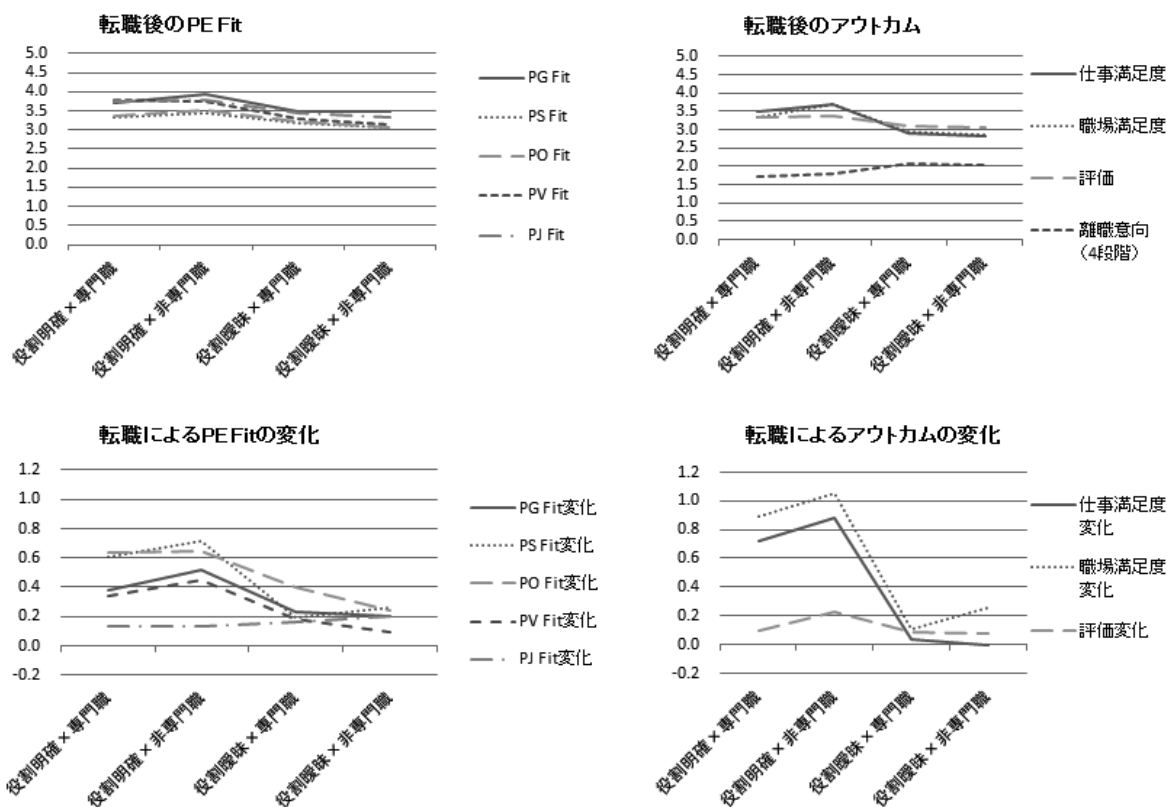 転職後のPE Fit
5.0
4.5
4.0
3.5
3.0
2.5
2.0
1.5
1.0
0.5
0.0
役割明確×専門職
役割明確×非専門職
役割曖昧×専門職
役割曖昧×非専門職
PG Fit
PS Fit
PO Fit
PV Fit
PJ Fit
転職後のアウトカム
5.0
4.5
4.0
3.5
3.0
2.5
2.0
1.5
1.0
0.5
0.0
役割明確×専門職
役割明確×非専門職
役割曖昧×専門職
役割曖昧×非専門職
仕事満足度
職場満足度
評価
離職意向
（4段階）
転職によるPE Fitの変化
1.2
1.0
0.8
0.6
0.4
0.2
0.0
-0.2
役割明確×専門職
役割明確×非専門職
役割曖昧×専門職
役割曖昧×非専門職
PG Fit変化
PS Fit変化
PO Fit変化
PV Fit変化
PJ Fit変化
転職によるアウトカムの変化
1.2
1.0
0.8
0.6
0.4
0.2
0.0
-0.2
役割明確×専門職
役割明確×非専門職
役割曖昧×専門職
役割曖昧×非専門職
仕事満足度
変化
職場満足度
変化
評価変化